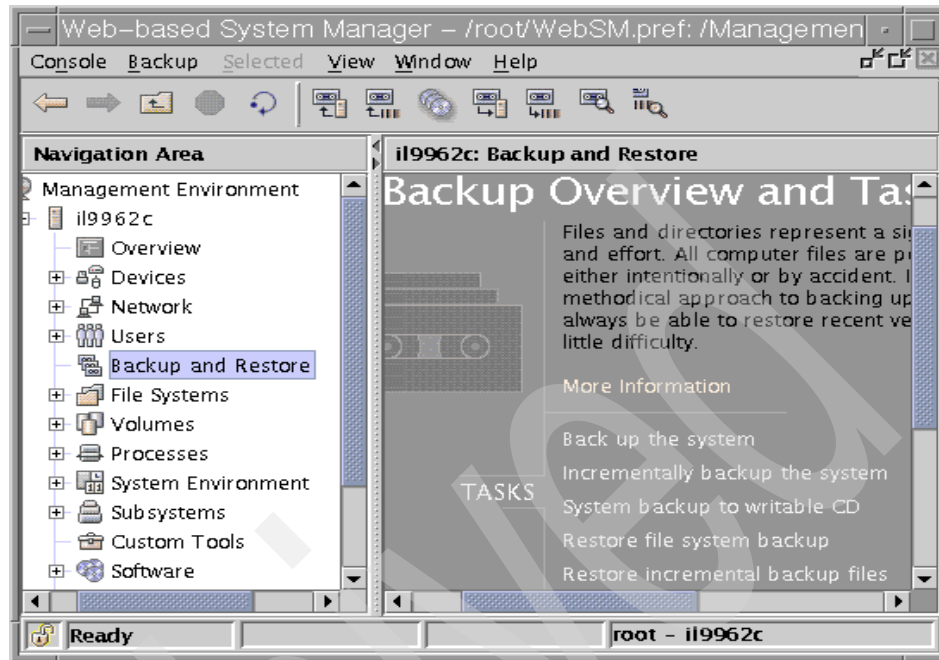 Web-based System Manager - /root/WebSM.pref: /Managemen
Console Backup Selected View Window Help
Navigation Area
il9962c: Backup and Restore
Management Environment
il9962c
Overview
Devices
Network
Users
Backup and Restore
File Systems
Volumes
Processes
System Environment
Subsystems
Custom Tools
Software
Backup Overview and Tas
Files and directories represent a si
and effort. All computer files are p
either intentionally or by accident. I
methodical approach to backing up
always be able to restore recent ve
little difficulty.
More Information
TASKS
Back up the system
Incrementally backup the system
System backup to writable CD
Restore file system backup
Restore incremental backup files
Ready
root - il9962c